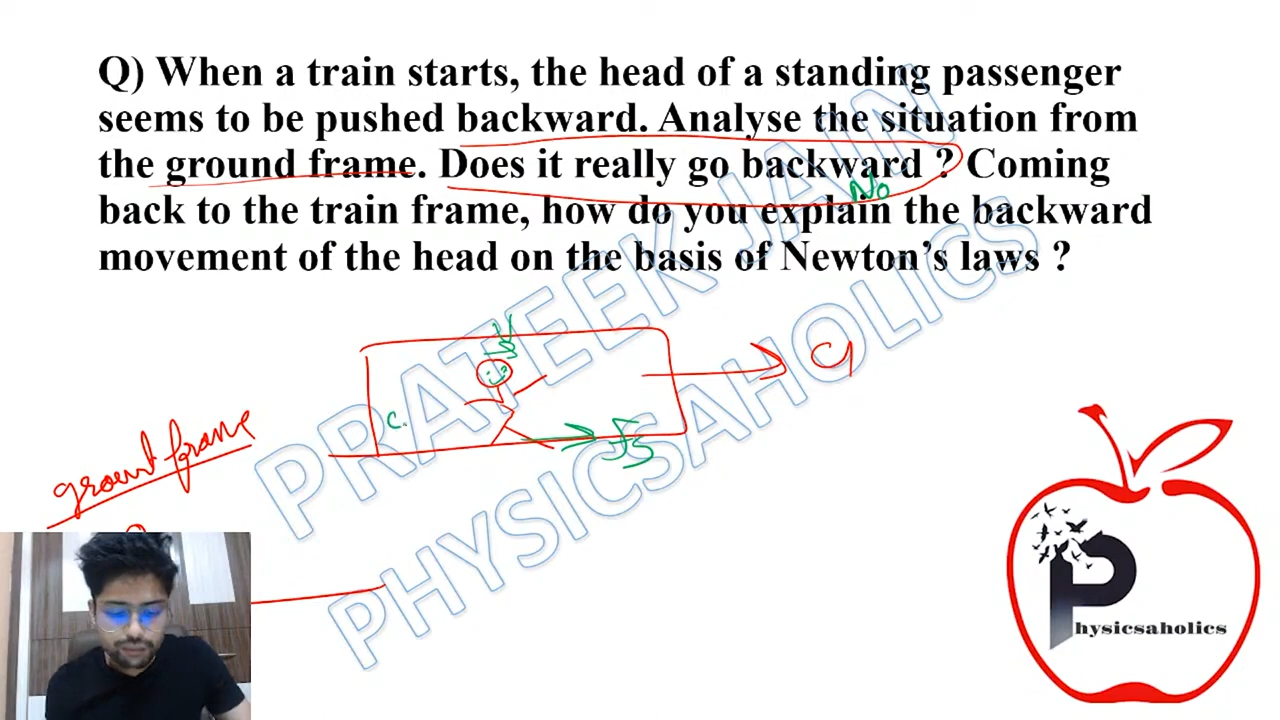 Q) When a train starts, the head of a standing passenger
seems to be pushed backward. Analyse the situation from
the ground frame. Does it really go backward ? Coming
No
back to the train frame, how do you explain the backward
movement of the head on the basis of Newton’s laws ?
PRATEEK JAIN
PHYSICSAHOLICS
a
fs
ground frame
Physicsaholics